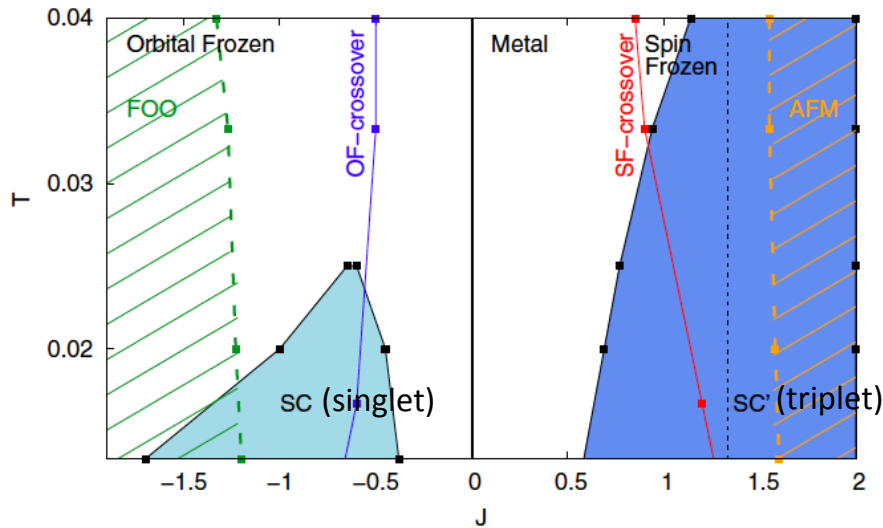 0.04
Orbital Frozen
Metal
Spin
Frozen
FOO
OF-crossover
SF-crossover
AFM
0.03
T
0.02
SC (singlet)
SC' (triplet)
-1.5
-1
-0.5
0
0.5
1
1.5
2
J